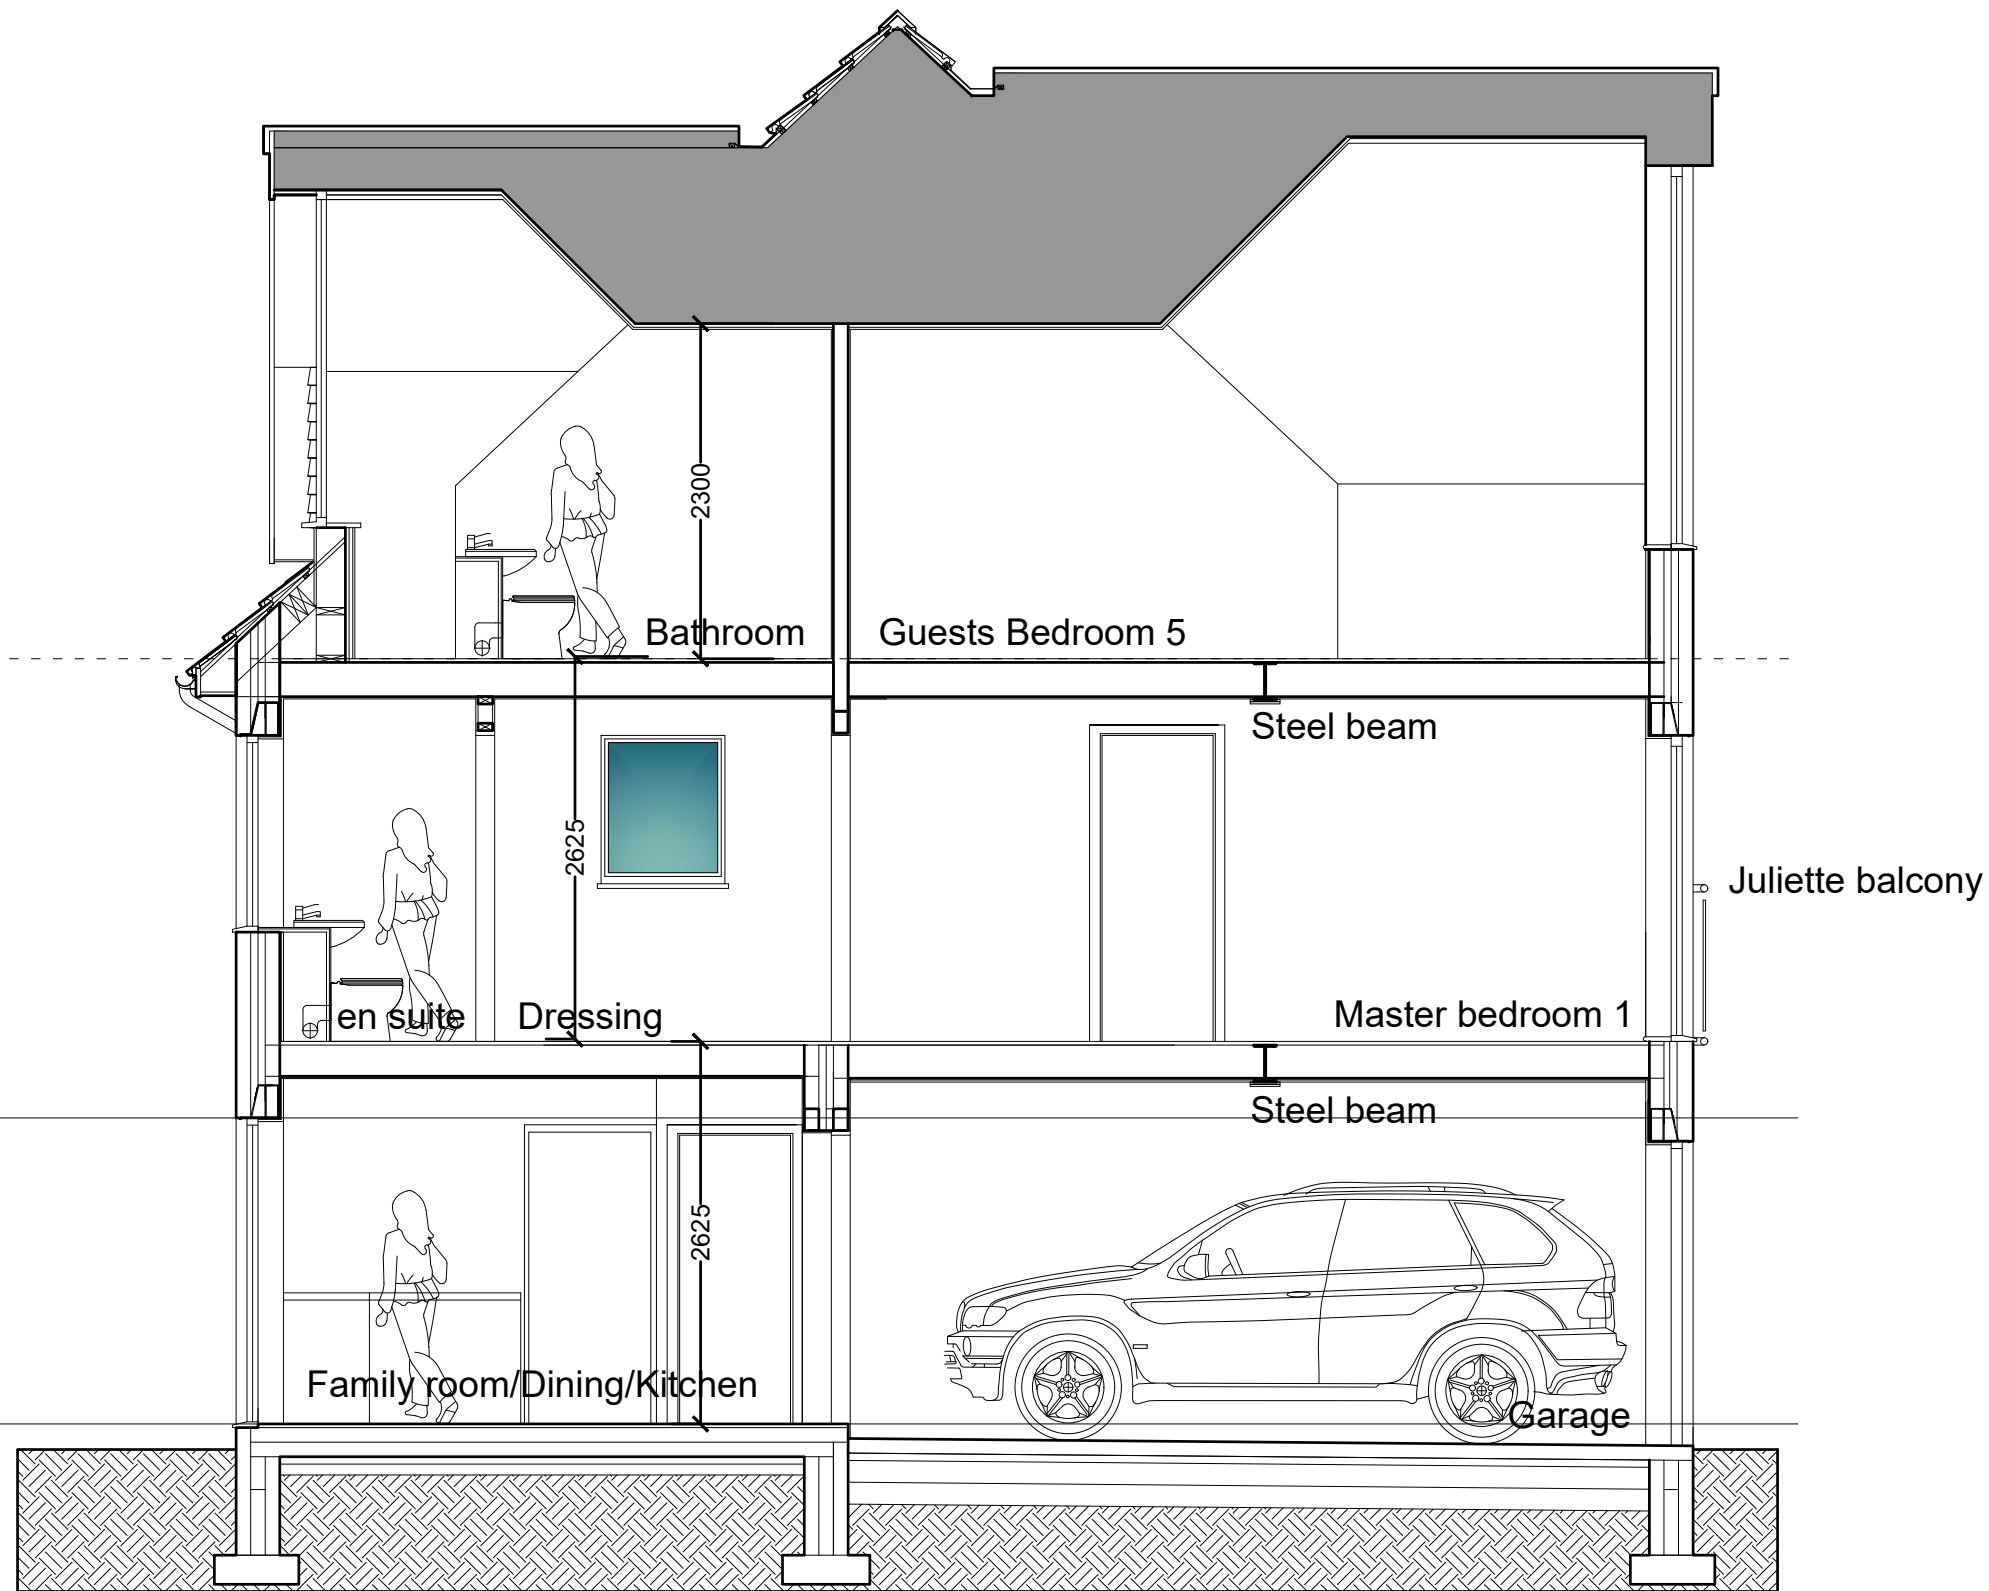 2300
Bathroom
Guests Bedroom 5
Steel beam
2625
Juliette balcony
en suite
Dressing
Master bedroom 1
Steel beam
2625
Family room/Dining/Kitchen
Garage